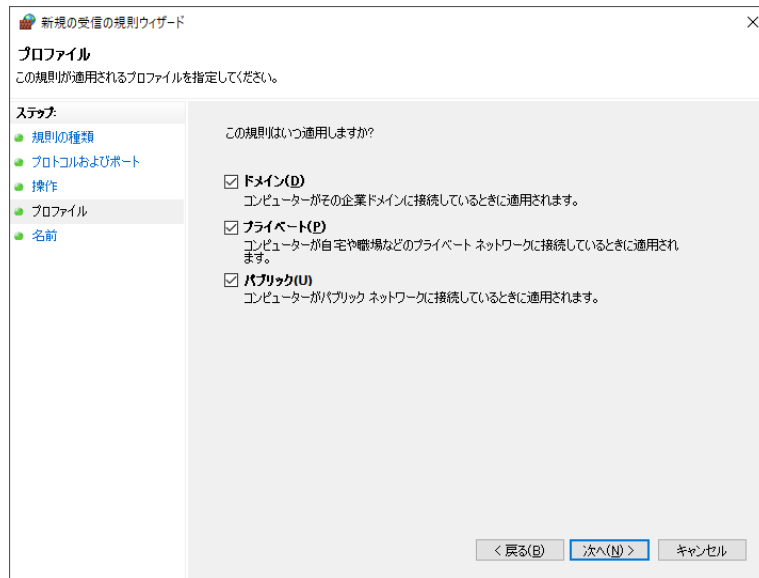 新規の受信の規則ウィザード
プロファイル
この規則が適用されるプロファイルを指定してください。
ステップ:
規則の種類
プロトコルおよびポート
操作
プロファイル
名前
この規則はいつ適用しますか?
ドメイン(D)
コンピューターがその企業ドメインに接続しているときに適用されます。
プライベート(P)
コンピューターが自宅や職場などのプライベート ネットワークに接続しているときに適用され
ます。
パブリック(U)
コンピューターがパブリック ネットワークに接続しているときに適用されます。
< 戻る(B)
次へ(N) >
キャンセル